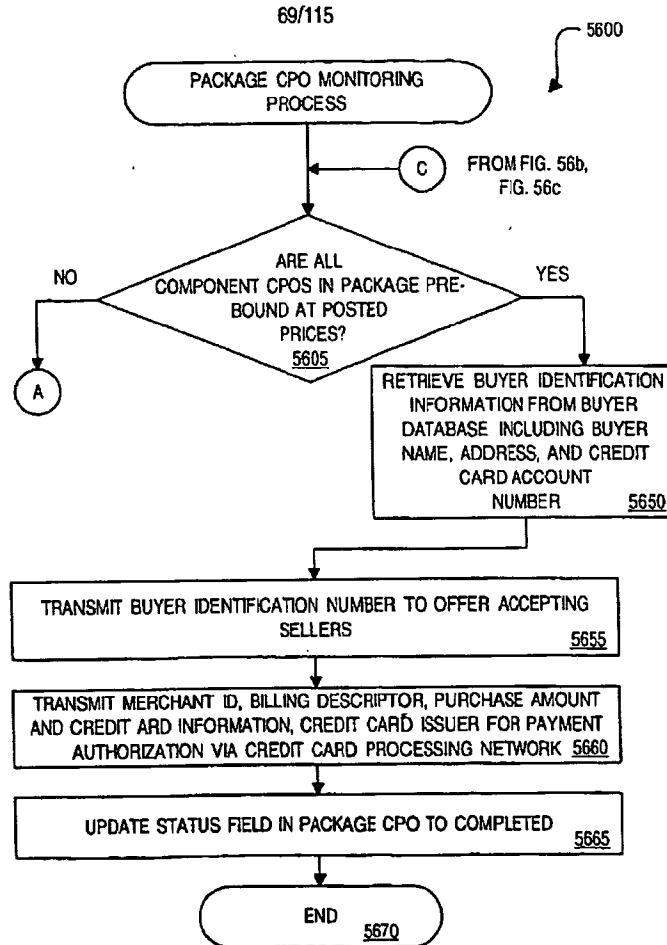 69/115
5600
PACKAGE CPO MONITORING
PROCESS
C
FROM FIG. 56b,
FIG. 56c
NO
ARE ALL
COMPONENT CPOS IN PACKAGE PRE-
BOUND AT POSTED
PRICES?
5605
YES
A
RETRIEVE BUYER IDENTIFICATION
INFORMATION FROM BUYER
DATABASE INCLUDING BUYER
NAME, ADDRESS, AND CREDIT
CARD ACCOUNT
NUMBER 5650
TRANSMIT BUYER IDENTIFICATION NUMBER TO OFFER ACCEPTING
SELLERS
5655
TRANSMIT MERCHANT ID, BILLING DESCRIPTOR, PURCHASE AMOUNT
AND CREDIT ARD INFORMATION, CREDIT CARD ISSUER FOR PAYMENT
AUTHORIZATION VIA CREDIT CARD PROCESSING NETWORK 5660
UPDATE STATUS FIELD IN PACKAGE CPO TO COMPLETED
5665
END
5670